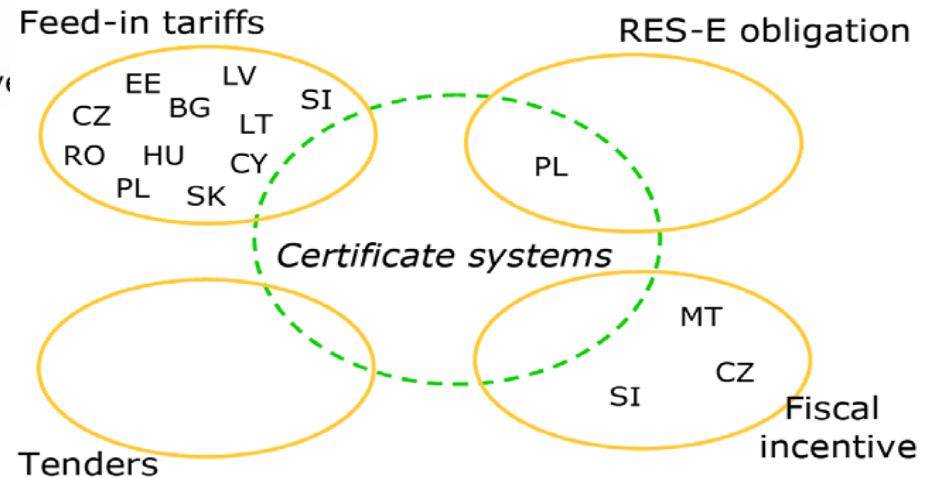 Feed-in tariffs
RES-E obligation
LV
EE
SI
BG
CZ
LT
RO HU CY
PL
SK
PL
Certificate systems
MT
CZ
SI
Fiscal
incentive
Tenders